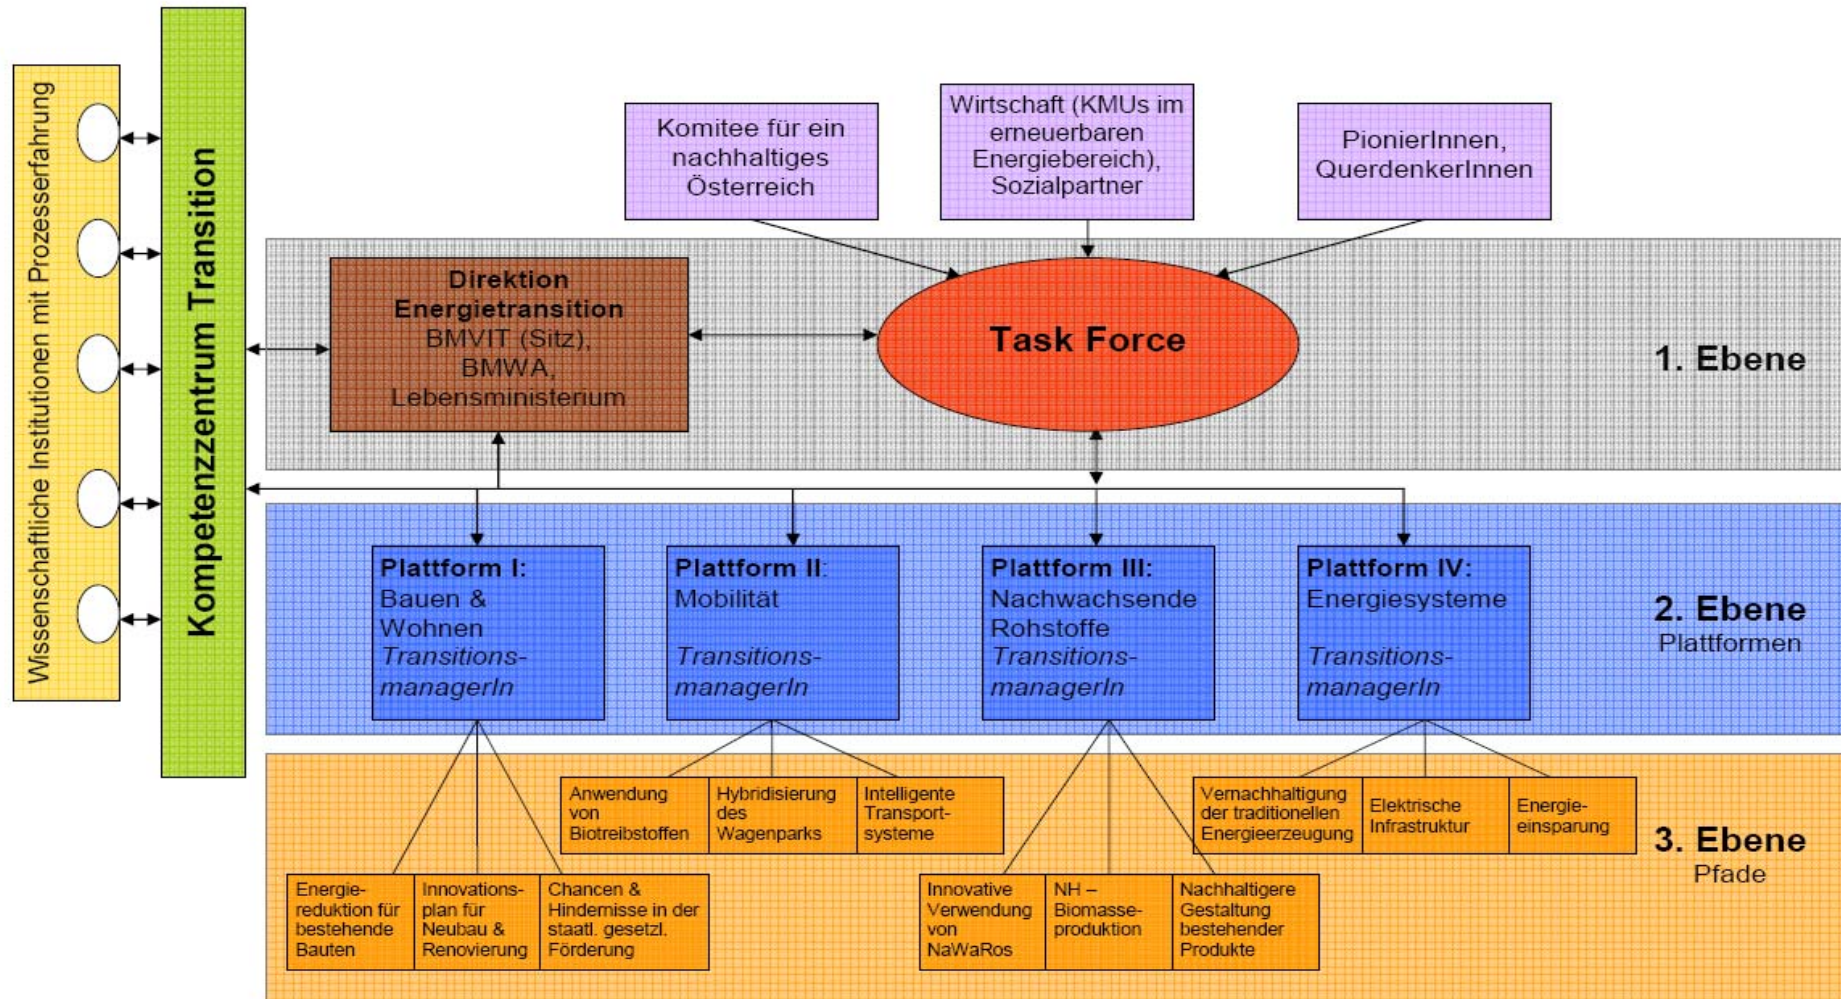 Wissenschaftliche Institutionen mit Prozesserfahrung
Kompetenzzentrum Transition
Komitee für ein
nachhaltiges
Österreich
Wirtschaft (KMUs im
erneuerbaren
Energiebereich),
Sozialpartner
PionierInnen,
QuerdenkerInnen
Direktion
Energietransition
BMVIT (Sitz),
BMWA,
Lebensministerium
Task Force
1. Ebene
Plattform I:
Bauen &
Wohnen
Transitions-
managerIn
Plattform II:
Mobilität
Transitions-
managerIn
Plattform III:
Nachwachsende
Rohstoffe
Transitions-
managerIn
Plattform IV:
Energiesysteme
Transitions-
managerIn
2. Ebene
Plattformen
Anwendung
von
Biotreibstoffen
Hybridisierung
des
Wagenparks
Intelligente
Transport-
systeme
Vernachhaltigung
der traditionellen
Energieerzeugung
Elektrische
Infrastruktur
Energie-
einsparung
3. Ebene
Pfade
Energie-
reduktion für
bestehende
Bauten
Innovations-
plan für
Neubau &
Renovierung
Chancen &
Hindernisse in der
staatl. gesetzl.
Förderung
Innovative
Verwendung
von
NaWaRos
NH –
Biomasse-
produktion
Nachhaltigere
Gestaltung
bestehender
Produkte